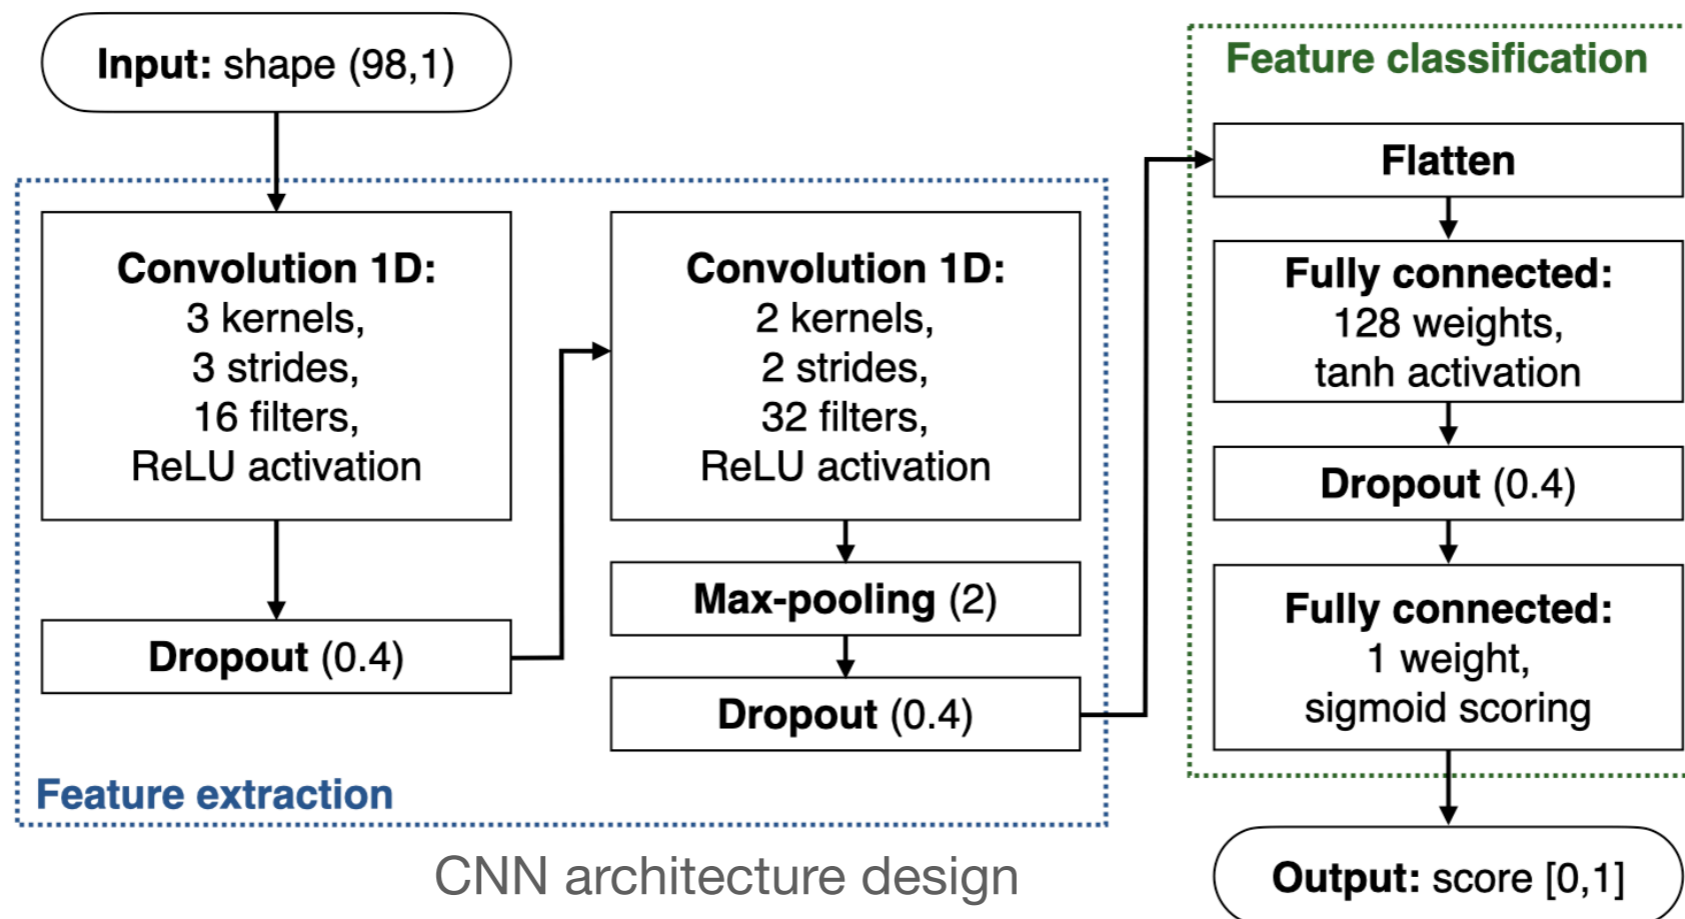 Input: shape (98,1)
Convolution 1D:
3 kernels,
3 strides,
16 filters,
ReLU activation
Dropout (0.4)
Convolution 1D:
2 kernels,
2 strides,
32 filters,
ReLU activation
Max-pooling (2)
Dropout (0.4)
Feature extraction
Feature classification
Flatten
Fully connected:
128 weights,
tanh activation
Dropout (0.4)
Fully connected:
1 weight,
sigmoid scoring
Output: score [0,1]
CNN architecture design